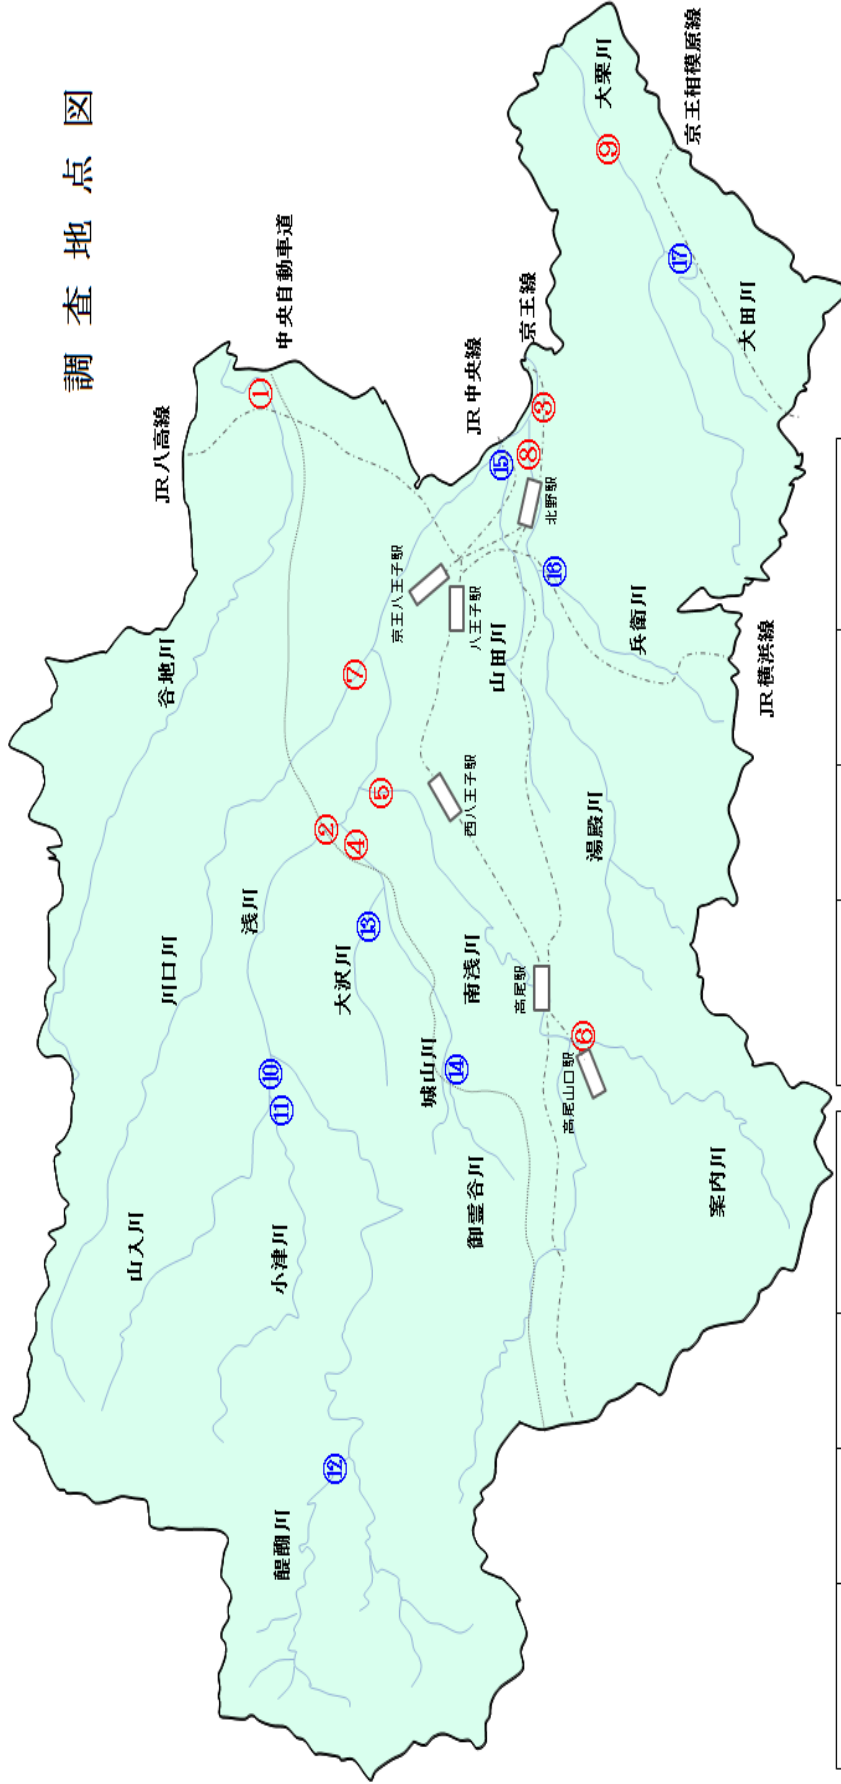 調査地点図
JR八高線
中央自動車道
①
谷地川
JR中央線
京王線
大栗川
⑨
京王相模原線
⑰
大田川
③
⑧
⑮
北野駅
京王八王子駅
八王子駅
⑯
山田川
兵衛川
JR横浜線
⑦
⑤
西八王子駅
②
④
湯殿川
浅川
⑬
大沢川
川口川
南浅川
高尾駅
⑩
⑪
⑭
城山川
⑥
高尾山口駅
山入川
小津川
御霊谷川
案内川
⑫
醍醐川